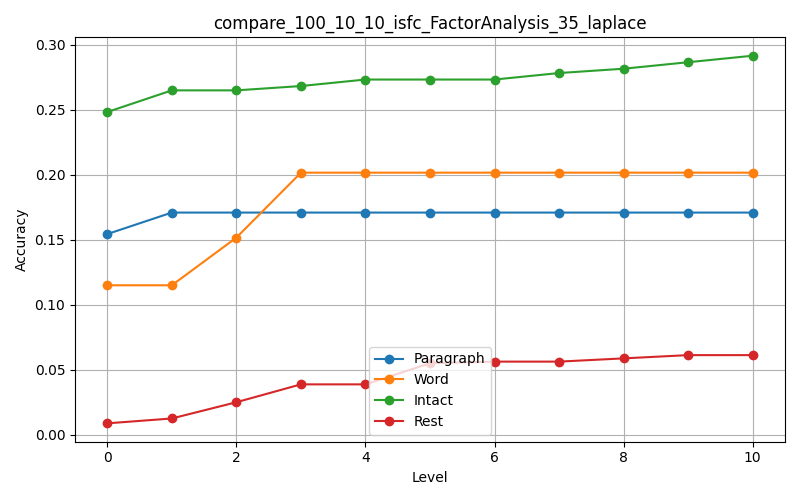 compare_100_10_10_isfc_FactorAnalysis_35_laplace
0.30
0.25
0.20
0.15
0.10
0.05
0.00
Accuracy
Paragraph
Word
Intact
Rest
0 2 4 6 8 10
Level